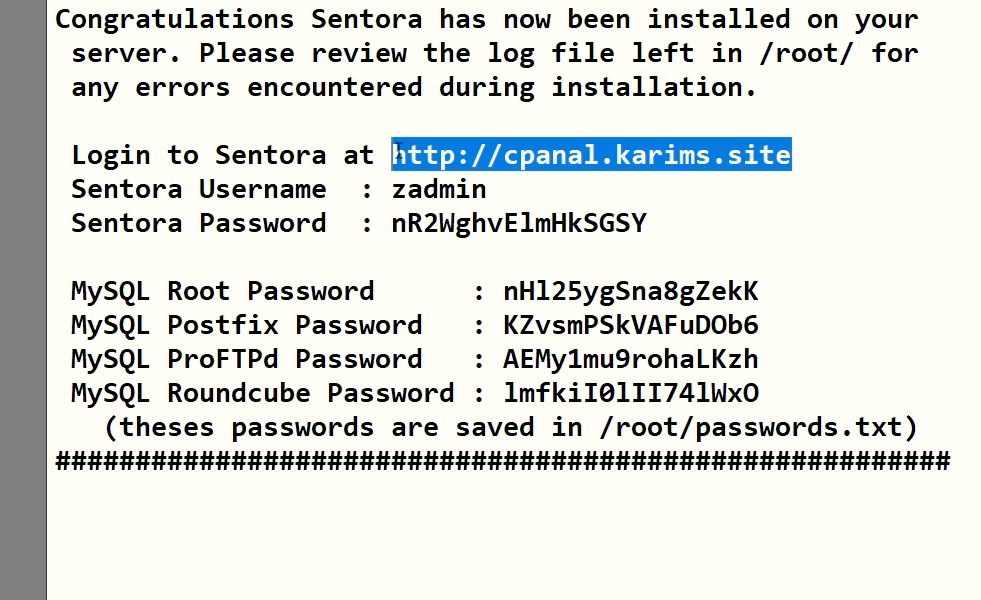 Congratulations Sentora has now been installed on your
server. Please review the log file left in /root/ for
any errors encountered during installation.
Login to Sentora at http://cpanal.karims.site
Sentora Username : zadmin
Sentora Password : nR2WghvElmHkSGSY
MySQL Root Password : nHl25ygSna8gZekK
MySQL Postfix Password : KZvsmPSkVAFuDOb6
MySQL ProFTPd Password : AEMy1mu9rohaLKzh
MySQL Roundcube Password : lmfkiI0lII74lWxO
(theses passwords are saved in /root/passwords.txt)
########################################################